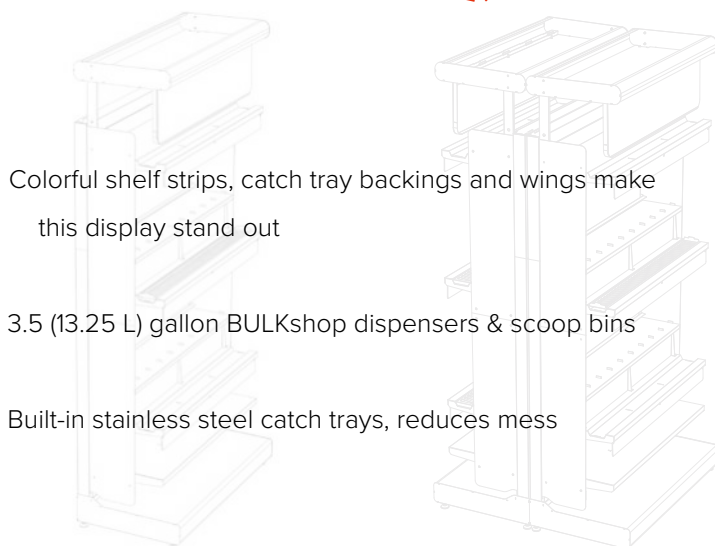 Colorful shelf strips, catch tray backings and wings make
this display stand out
3.5 (13.25 L) gallon BULKshop dispensers & scoop bins
Built-in stainless steel catch trays, reduces mess